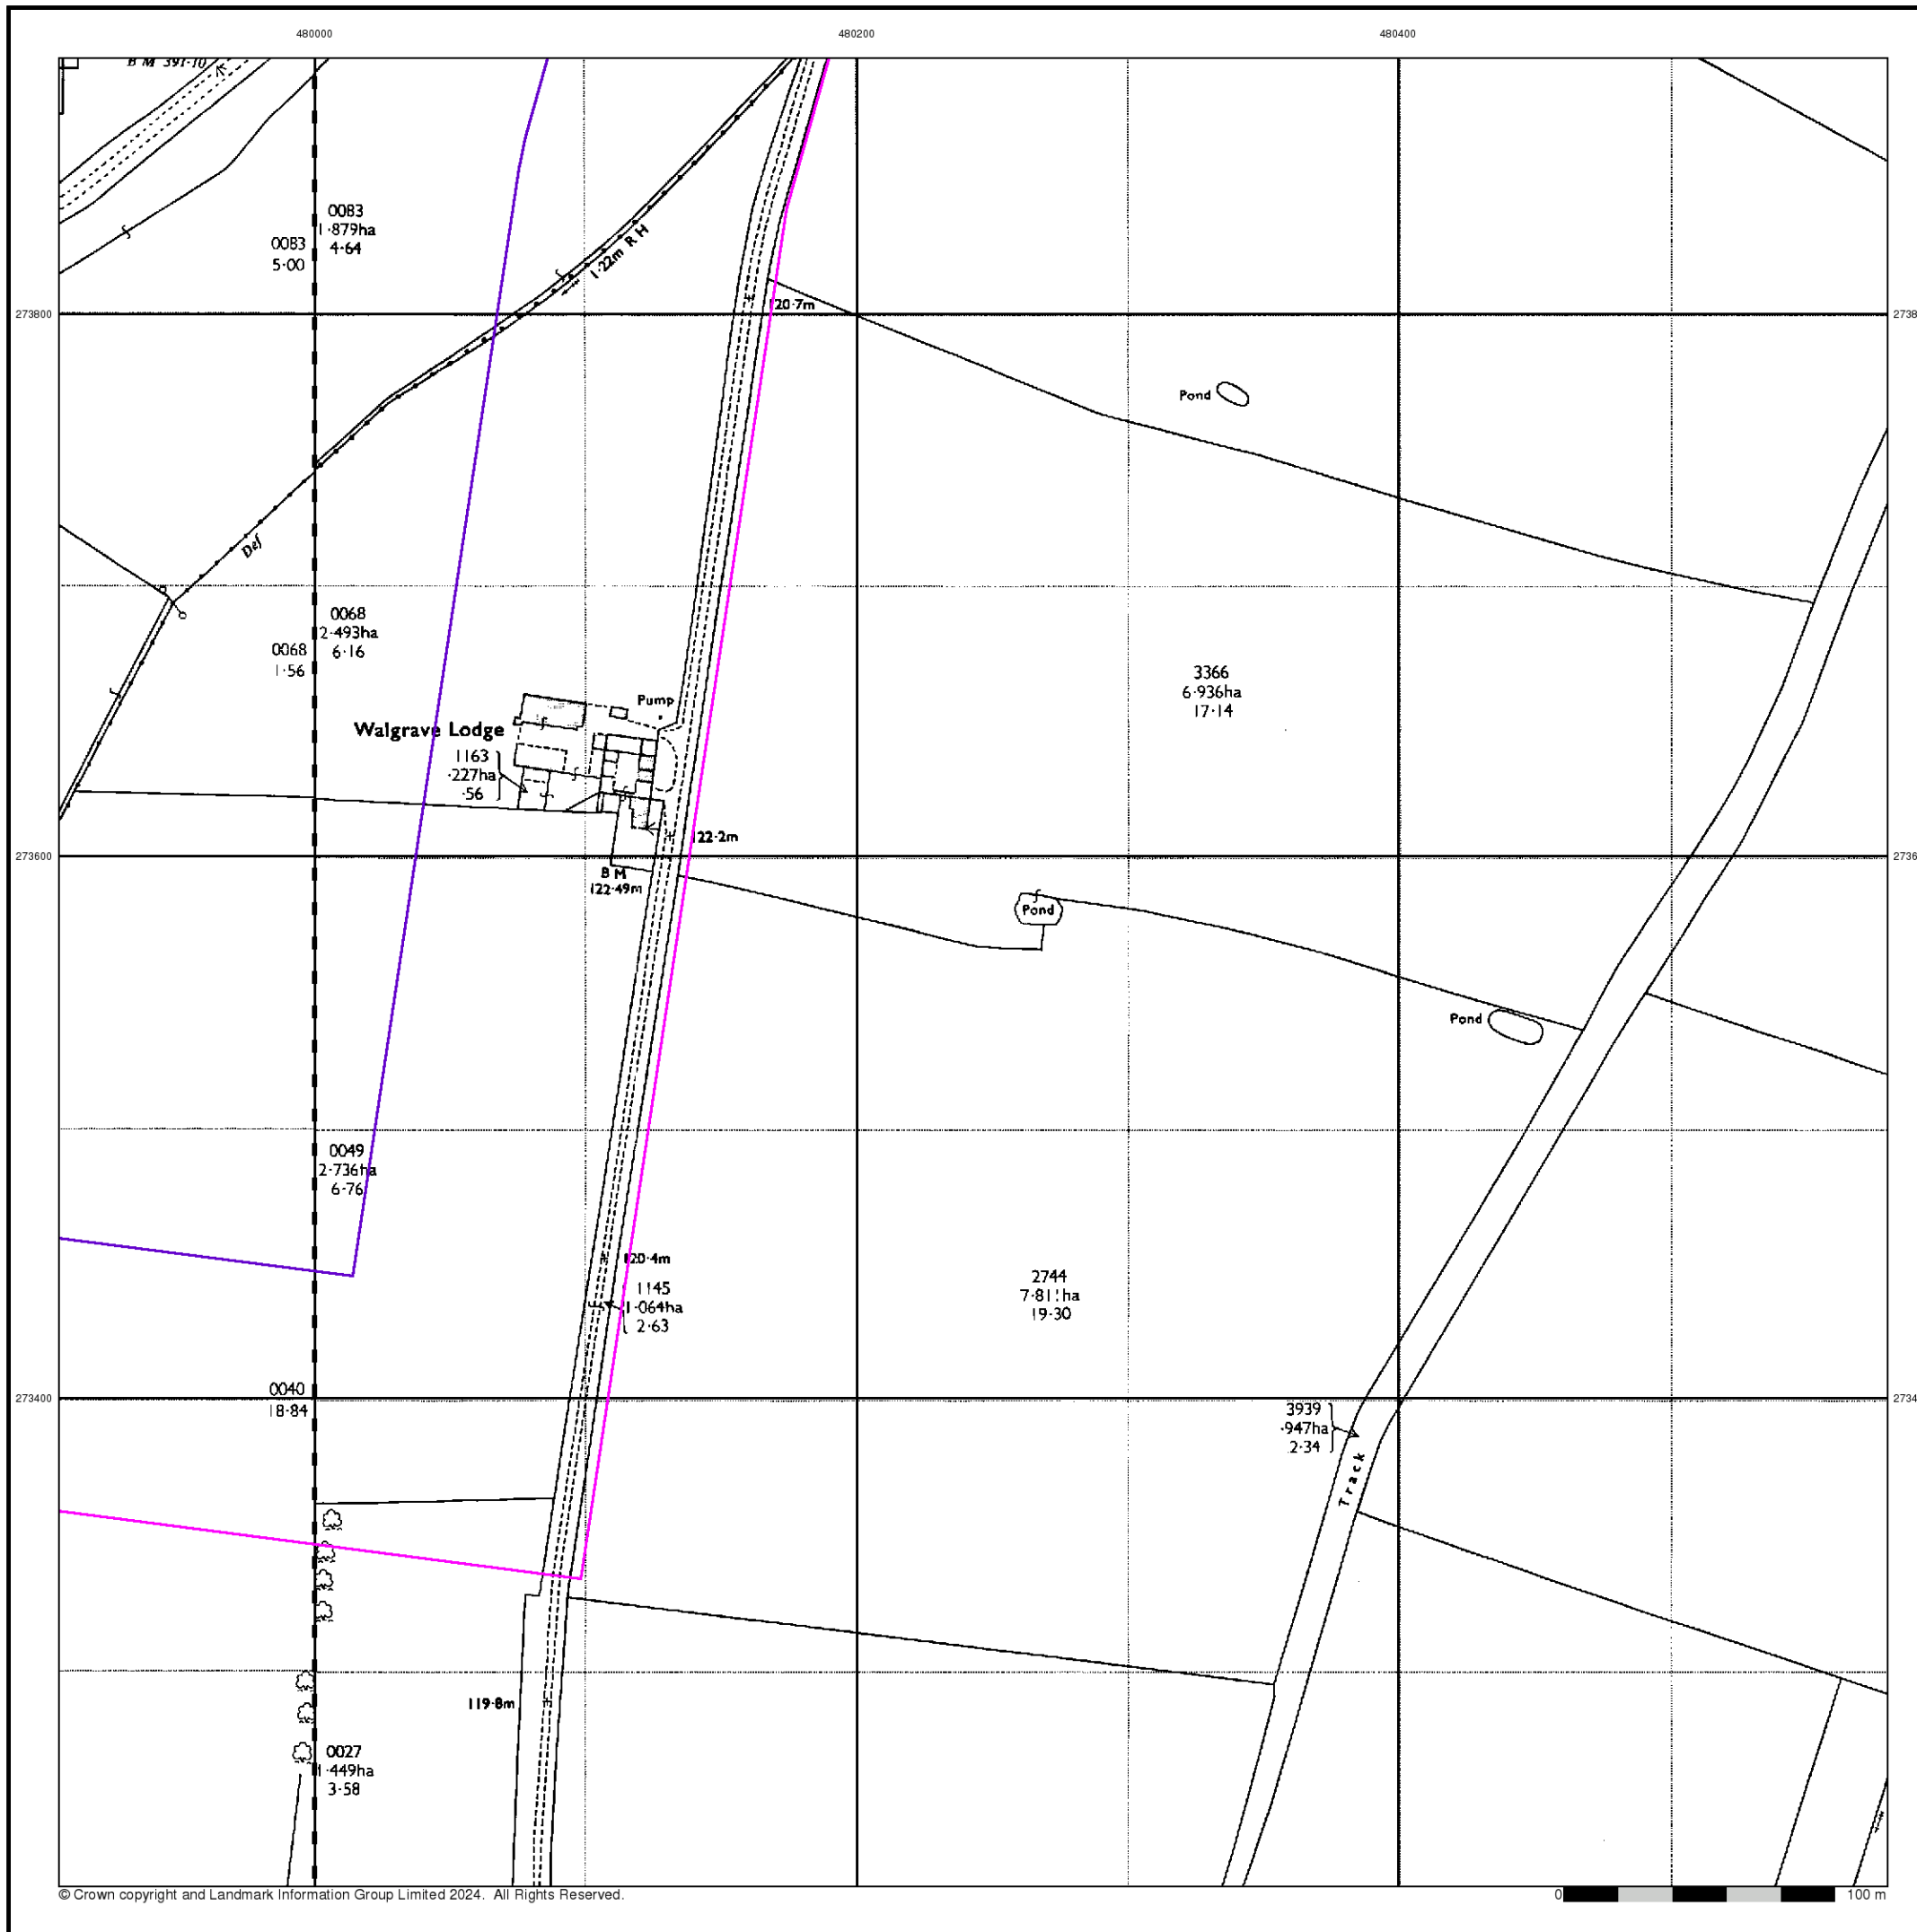 480000
480200
480400
B M 391·10
0083
1·879ha
4·64
0083
5·00
1·22m R H
120·7m
273800
2738
Pond
Def
0068
2·493ha
6·16
0068
1·56
3366
6·936ha
17·14
Pump
Walgrave Lodge
1163
·227ha
·56
122·2m
273600
2736
B M
122·49m
Pond
Pond
0049
2·736ha
6·76
120·4m
1145
1·064ha
2·63
2744
19·30
273400
2734
0040
18·84
3939
·947ha
2·34
Track
119·8m
0027
1·449ha
3·58
© Crown copyright and Landmark Information Group Limited 2024. All Rights Reserved.
0
100 m